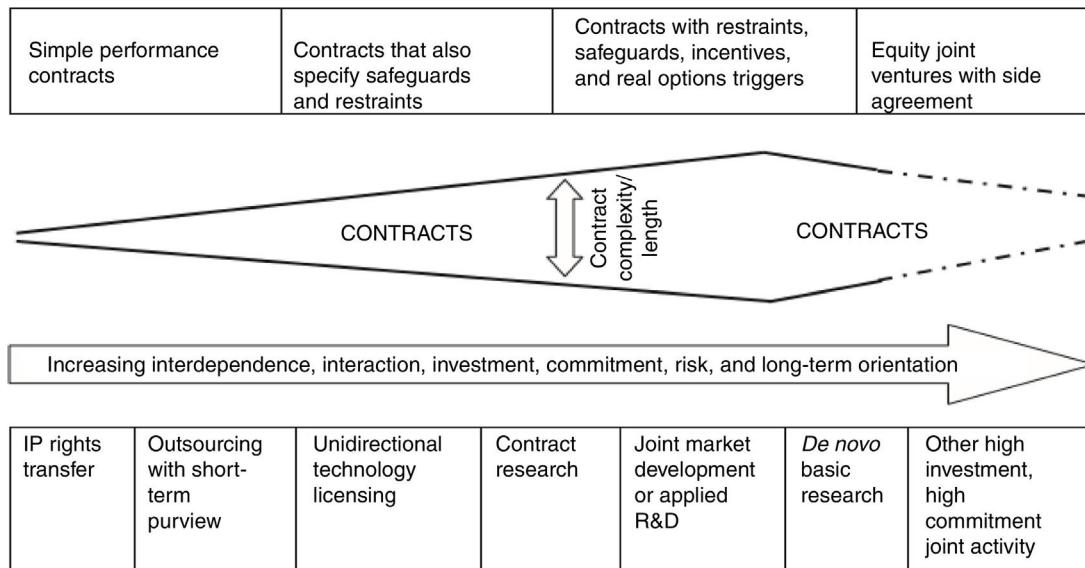 Simple performance
contracts
Contracts that also
specify safeguards
and restraints
Contracts with restraints,
safeguards, incentives,
and real options triggers
Equity joint
ventures with side
agreement
CONTRACTS
Contract
complexity/
length
CONTRACTS
Increasing interdependence, interaction, investment, commitment, risk, and long-term orientation
IP rights
transfer
Outsourcing
with short-
term
purview
Unidirectional
technology
licensing
Contract
research
Joint market
development
or applied
R&D
De novo
basic
research
Other high
investment,
high
commitment
joint activity